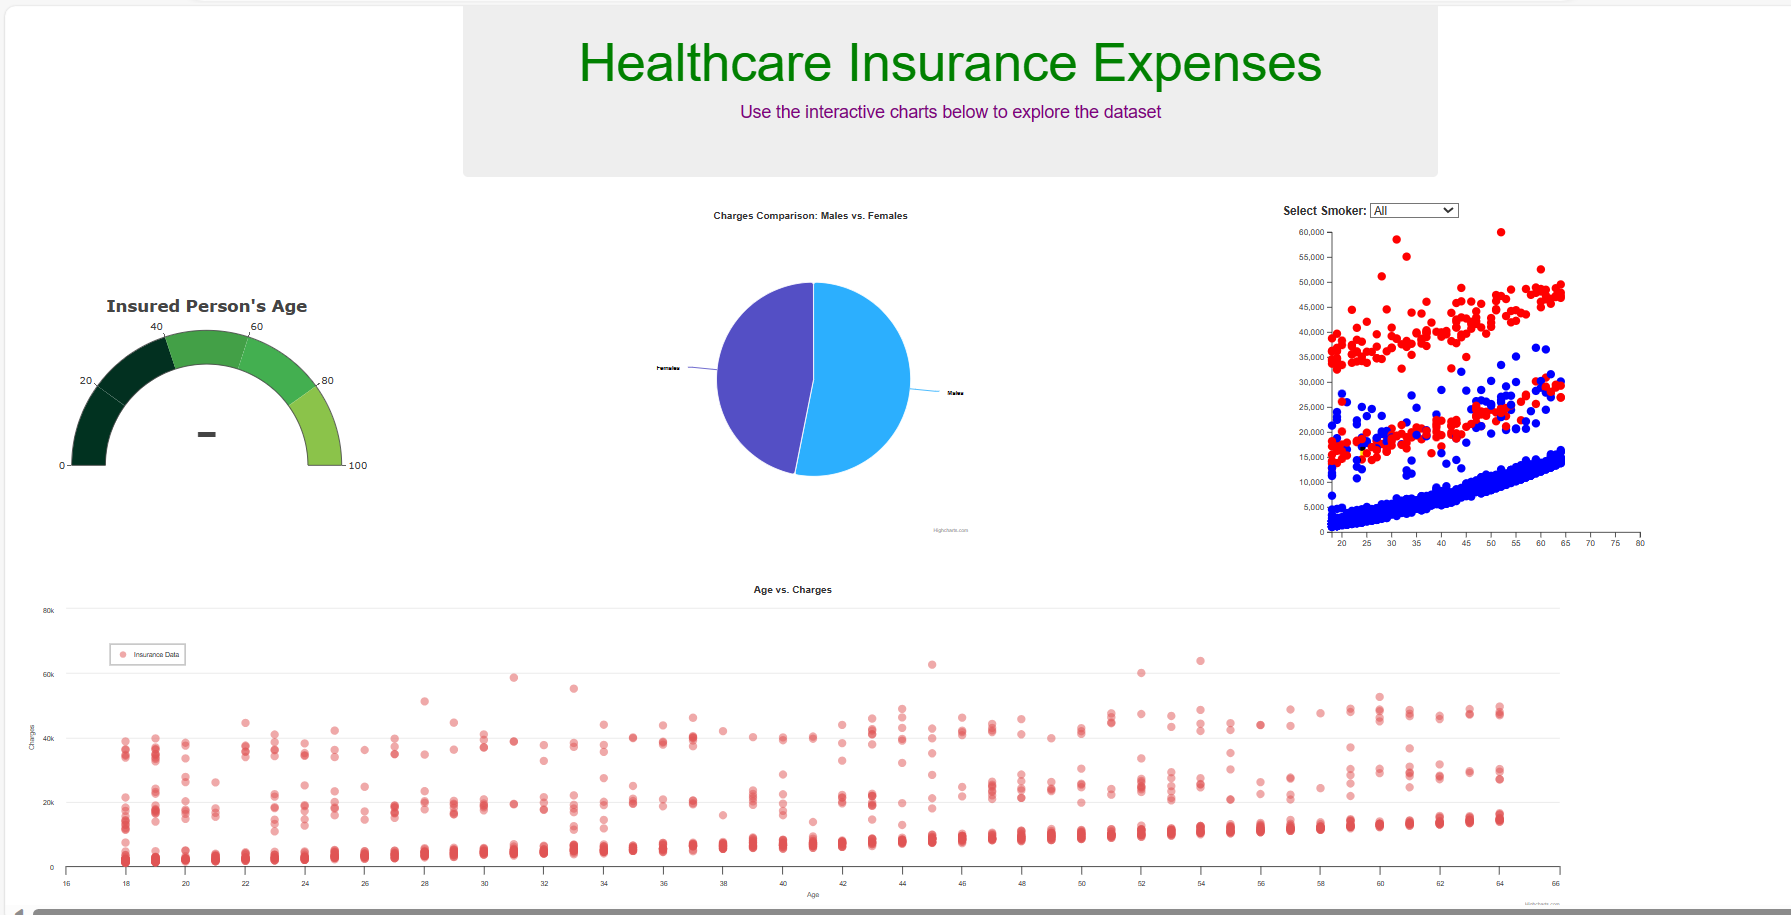 Healthcare Insurance Expenses
Use the interactive charts below to explore the dataset
Insured Person's Age
0
20
40
60
80
100
Charges Comparison: Males vs. Females
Females
Males
Highcharts.com
Select Smoker: All
60,000
55,000
50,000
45,000
40,000
35,000
30,000
25,000
20,000
15,000
10,000
5,000
0
20 25 30 35 40 45 50 55 60 65 70 75 80
Age vs. Charges
80k
60k
40k
20k
0
Charges
Insurance Data
16 18 20 22 24 26 28 30 32 34 36 38 40 42 44 46 48 50 52 54 56 58 60 62 64 66
Age
Highcharts.com